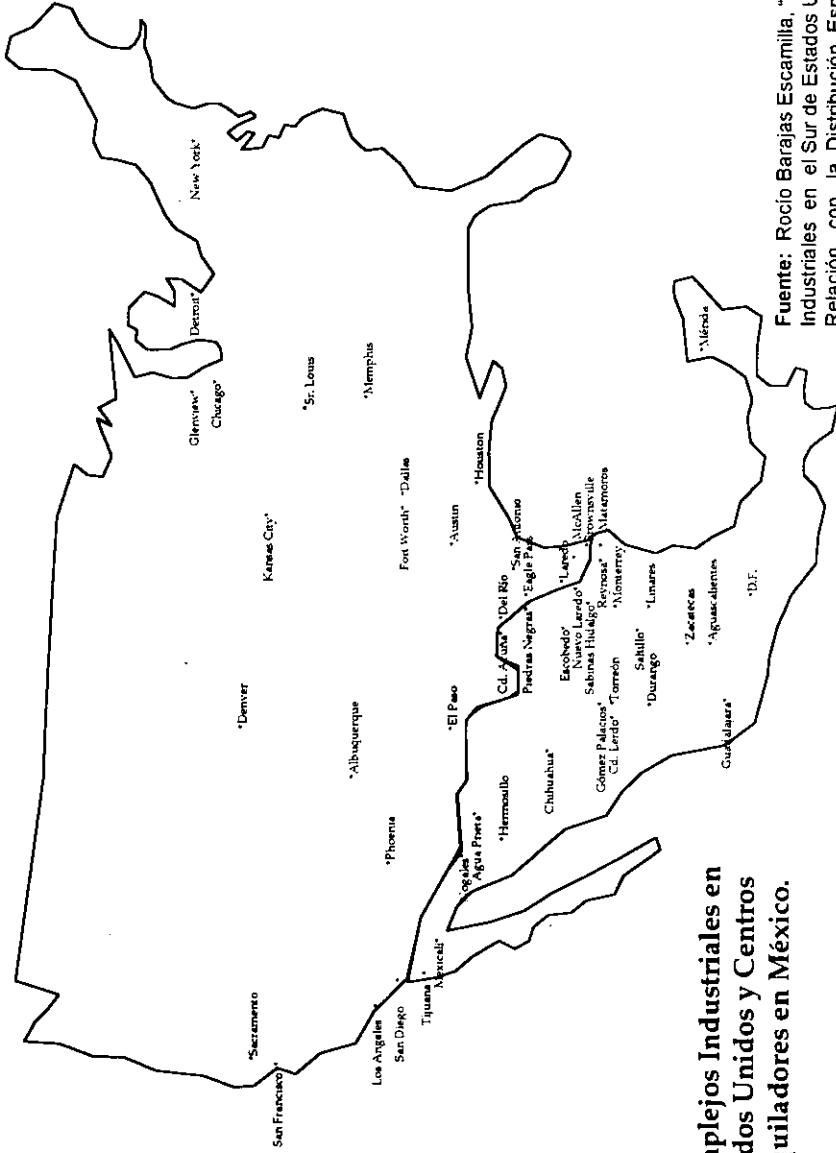 New York*
Detroit*
Glenview*
Chicago*
*St. Louis
*Memphis
Kansas City*
Fort Worth* *Dallas
*Denver
*Albuquerque
*Austin
*Houston
*Sacramento
San Francisco*
*Phoenix
Los Angeles *
San Diego *
Tijuana *
Mexicali*
*El Paso
*San Antonio
Cd. Acuña* *Del Río
Piedras Negras* *Eagle Pass
ogales*
Agua Prieta*
*Hermosillo
Chihuahua*
Escobedo* *Laredo
Nuevo Laredo* * McAllen
Sabinas Hidalgo* *Brownsville
Reynosa* * Matamoros
*Monterrey
Gómez Palacios*
Cd. Lerdo* *Torreón
Saltillo*
*Durango
*Linares
*Zacatecas
*Aguascalientes
Guadalajara*
*D.F.
*Mérida
nplejos Industriales en
dos Unidos y Centros
uiladores en México.
Fuente: Rocío Barajas Escamilla, "
Industriales en el Sur de Estados U
Relación con la Distribución Esp